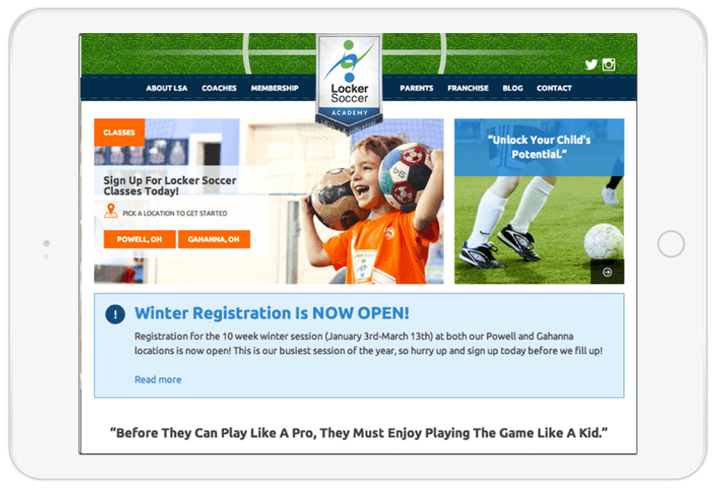 ABOUT LSA
COACHES
MEMBERSHIP
Locker
Soccer
ACADEMY
PARENTS
FRANCHISE
BLOG
CONTACT
CLASSES
Sign Up For Locker Soccer
Classes Today!
PICK A LOCATION TO GET STARTED
POWELL, OH
GAHANNA, OH
“Unlock Your Child's
Potential.”
! Winter Registration Is NOW OPEN!
Registration for the 10 week winter session (January 3rd-March 13th) at both our Powell and Gahanna
locations is now open! This is our busiest session of the year, so hurry up and sign up today before we fill up!
Read more
“Before They Can Play Like A Pro, They Must Enjoy Playing The Game Like A Kid.”